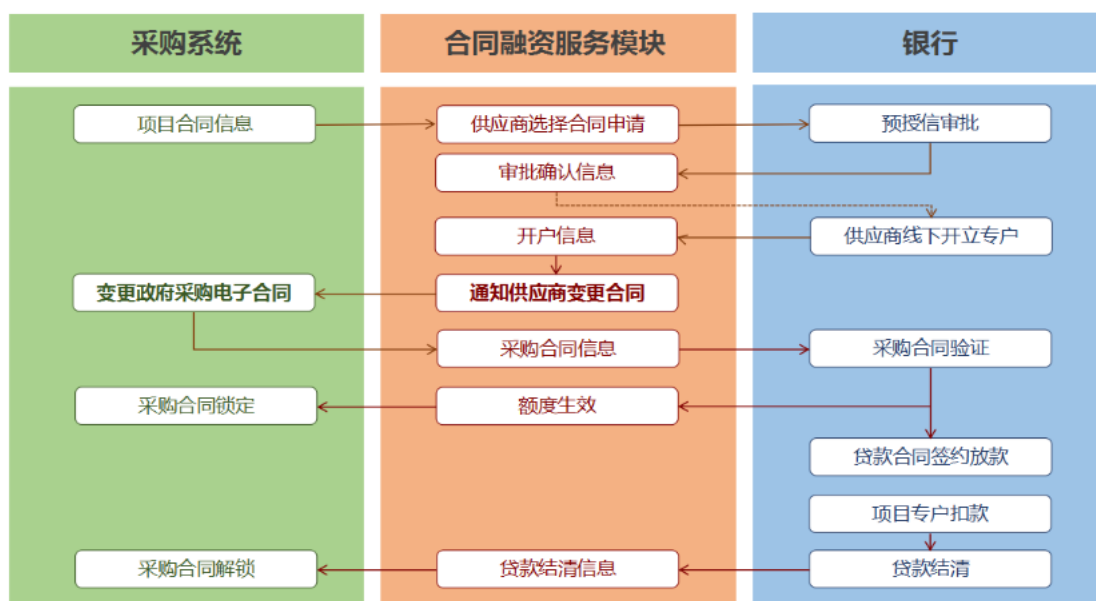 采购系统
合同融资服务模块
银行
项目合同信息
供应商选择合同申请
预授信审批
审批确认信息
开户信息
供应商线下开立专户
变更政府采购电子合同
通知供应商变更合同
采购合同信息
采购合同验证
采购合同锁定
额度生效
贷款合同签约放款
项目专户扣款
采购合同解锁
贷款结清信息
贷款结清